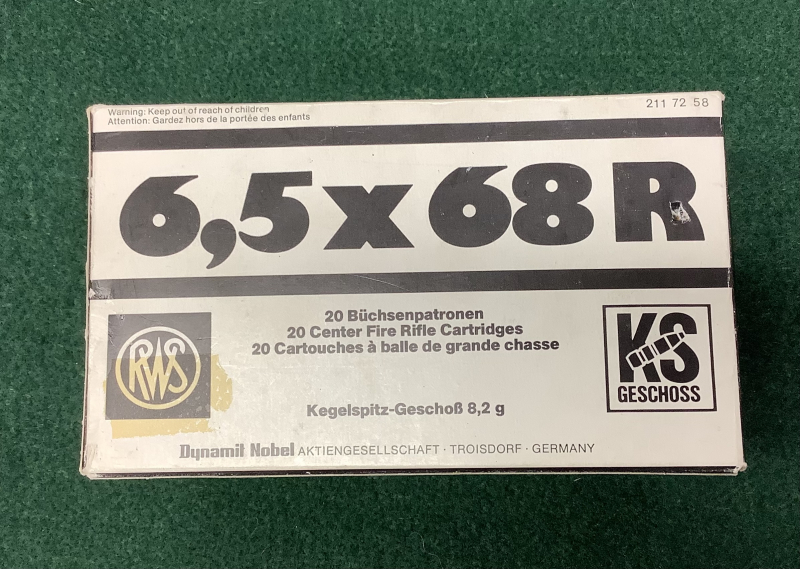 Warning: Keep out of reach of children
Attention: Gardez hors de la portée des enfants
211 72 58
6,5 x 68 R
20 Büchsenpatronen
20 Center Fire Rifle Cartridges
20 Cartouches à balle de grande chasse
RWS
KS
GESCHOSS
Kegelspitz-Geschoß 8,2 g
Dynamit Nobel AKTIENGESELLSCHAFT · TROISDORF · GERMANY